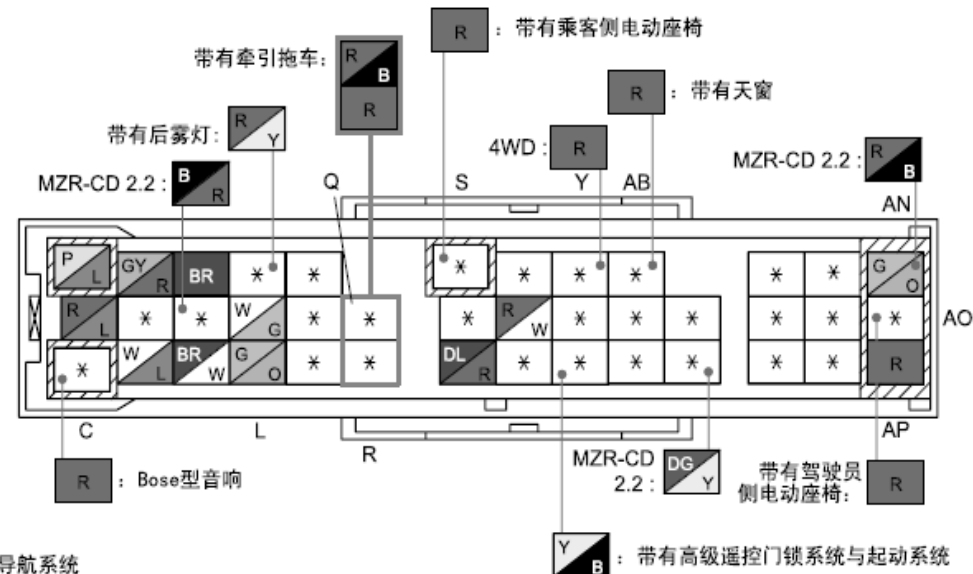 R ：带有乘客侧电动座椅
带有牵引拖车：
R B
R
R ：带有天窗
带有后雾灯： R Y
4WD : R
MZR-CD 2.2 : R B
MZR-CD 2.2 : B R
Q S Y AB AN
P L GY R BR * * * * * * * * G O
R L * * W G * * * R W * * * * * * AO
* W L BR W G O * * DL R * * * * * * R
C L R AP
R ：Bose型音响
MZR-CD
2.2 : DG Y
带有驾驶员
侧电动座椅： R
导航系统
Y B ：带有高级遥控门锁系统与起动系统